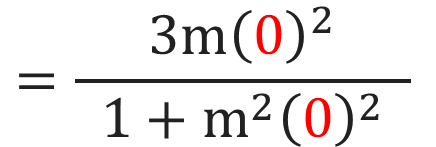 = 3m(0)² / 1 + m²(0)²